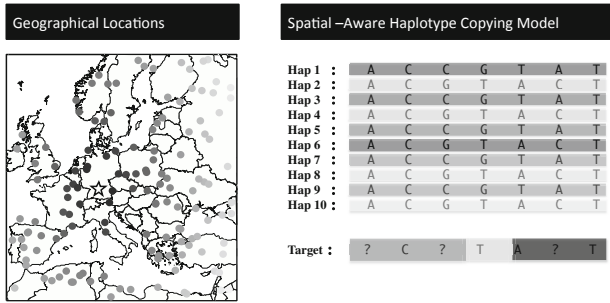 Geographical Locations
Spatial –Aware Haplotype Copying Model
Hap 1 : A C C G T A T
Hap 2 : A C G T A C T
Hap 3 : A C C G T A T
Hap 4 : A C G T A C T
Hap 5 : A C C G T A T
Hap 6 : A C G T A C T
Hap 7 : A C C G T A T
Hap 8 : A C G T A C T
Hap 9 : A C C G T A T
Hap 10 : A C G T A C T
Target : ? C ? T A ? T